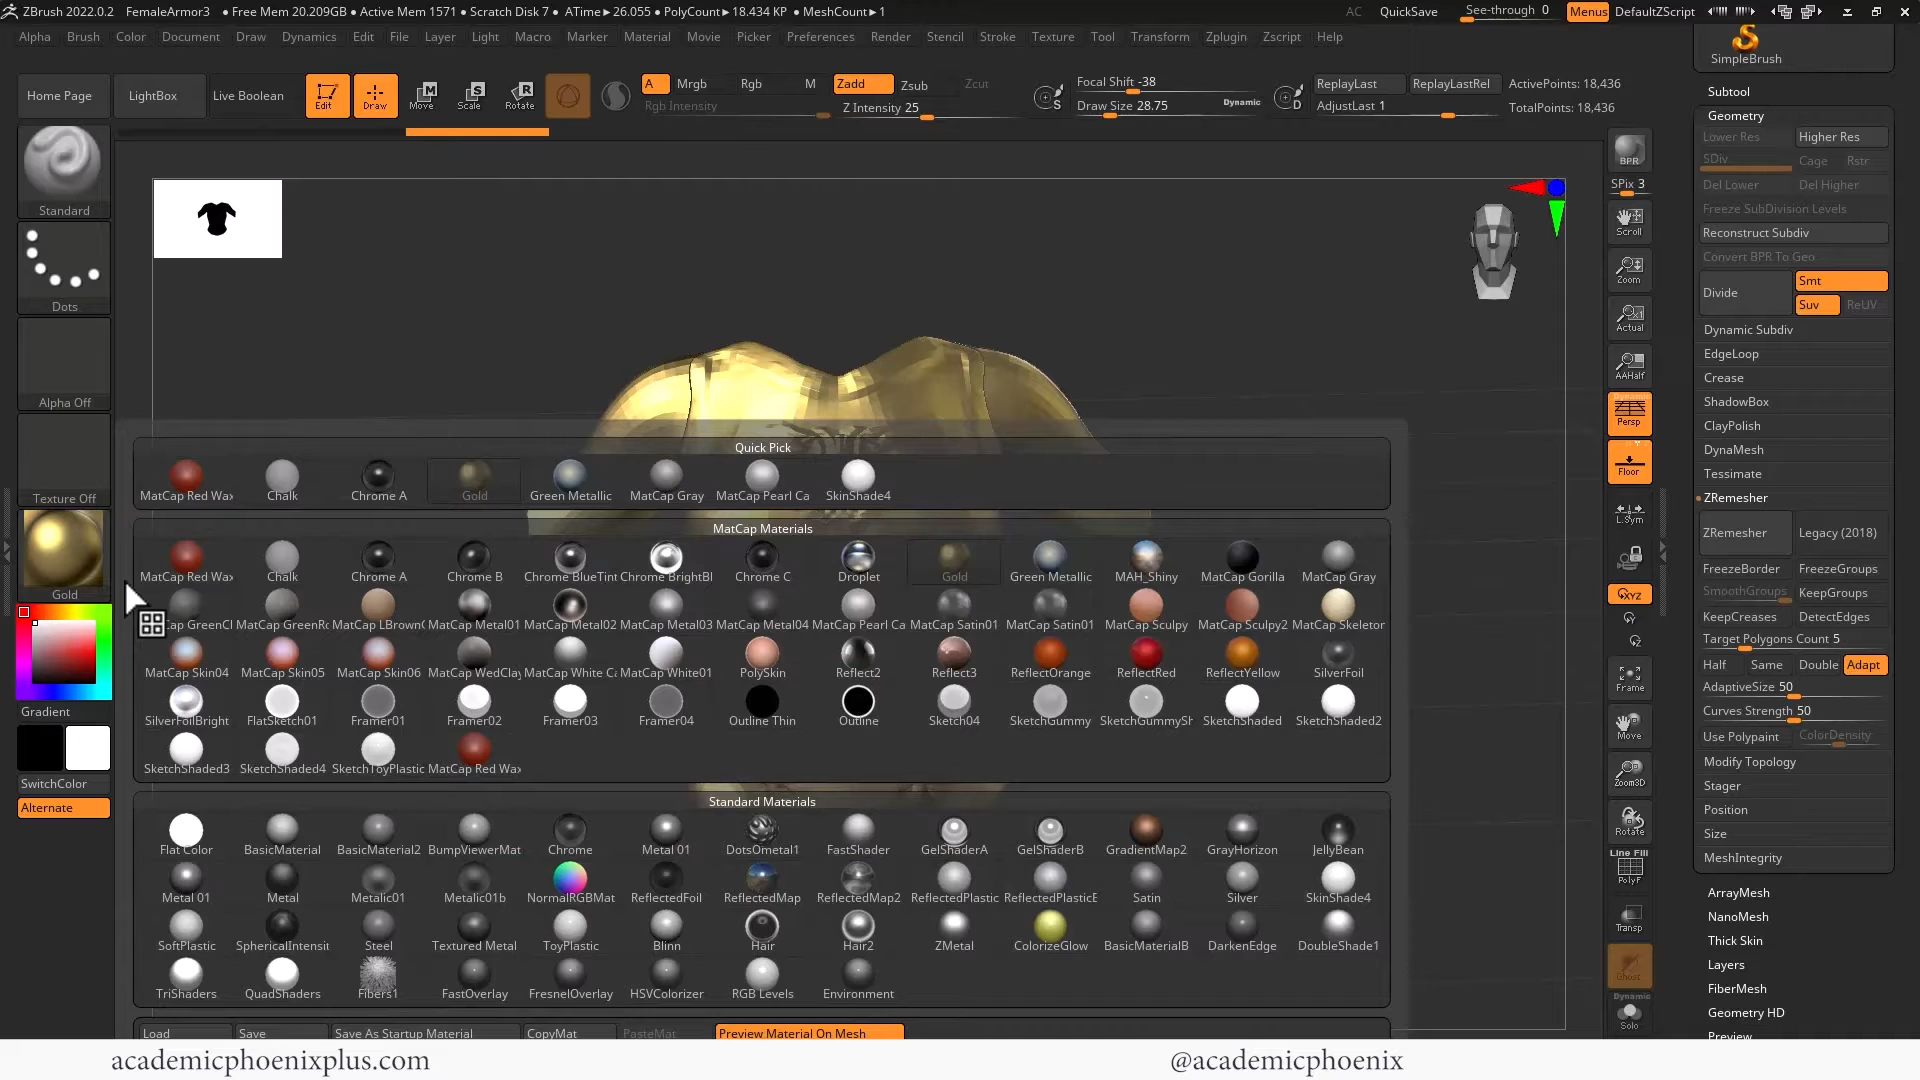 ZBrush 2022.0.2 FemaleArmor3 • Free Mem 20.209GB • Active Mem 1571 • Scratch Disk 7 • ATime▸26.055 • PolyCount▸18.434 KP • MeshCount▸1 AC QuickSave See-through 0 Menus DefaultZScript
Alpha Brush Color Document Draw Dynamics Edit File Layer Light Macro Marker Material Movie Picker Preferences Render Stencil Stroke Texture Tool Transform Zplugin Zscript Help
SimpleBrush
Home Page LightBox Live Boolean Edit Draw Move Scale Rotate
A Mrgb Rgb M Zadd Zsub Zcut
Rgb Intensity Z Intensity 25
Focal Shift -38
Draw Size 28.75 Dynamic
ReplayLast ReplayLastRel ActivePoints: 18,436
AdjustLast 1 TotalPoints: 18,436
Standard
Dots
Alpha Off
Texture Off
Gold
Gradient
SwitchColor
Alternate
Quick Pick
MatCap Red Wax Chalk Chrome A Gold Green Metallic MatCap Gray MatCap Pearl Ca SkinShade4
MatCap Materials
MatCap Red Wax Chalk Chrome A Chrome B Chrome BlueTint Chrome BrightBl Chrome C Droplet Gold Green Metallic MAH_Shiny MatCap Gorilla MatCap Gray
ap GreenCl MatCap GreenRo MatCap LBrown MatCap Metal01 MatCap Metal02 MatCap Metal03 MatCap Metal04 MatCap Pearl Ca MatCap Satin01 MatCap Satin01 MatCap Sculpy MatCap Sculpy2 MatCap Skeletor
MatCap Skin04 MatCap Skin05 MatCap Skin06 MatCap WedClay MatCap White Ca MatCap White01 PolySkin Reflect2 Reflect3 ReflectOrange ReflectRed ReflectYellow SilverFoil
SilverFoilBright FlatSketch01 Framer01 Framer02 Framer03 Framer04 Outline Thin Outline Sketch04 SketchGummy SketchGummySh SketchShaded SketchShaded2
SketchShaded3 SketchShaded4 SketchToyPlastic MatCap Red Wax
Standard Materials
Flat Color BasicMaterial BasicMaterial2 BumpViewerMat Chrome Metal 01 DotsOmetal1 FastShader GelShaderA GelShaderB GradientMap2 GrayHorizon JellyBean
Metal 01 Metal Metalic01 Metalic01b NormalRGBMat ReflectedFoil ReflectedMap ReflectedMap2 ReflectedPlastic ReflectedPlasticE Satin Silver SkinShade4
SoftPlastic SphericalIntensit Steel Textured Metal ToyPlastic Blinn Hair Hair2 ZMetal ColorizeGlow BasicMaterialB DarkenEdge DoubleShade1
TriShaders QuadShaders Fibers1 FastOverlay FresnelOverlay HSVColorizer RGB Levels Environment
Load Save Save As Startup Material CopyMat PasteMat Preview Material On Mesh
BPR
SPix 3
Scroll
Zoom
Actual
AAHalf
Dynamic
Persp
Floor
L.Sym
XYZ
Frame
Move
Zoom3D
Rotate
Line Fill
PolyF
Transp
Ghost
Dynamic
Solo
Subtool
Geometry
Lower Res Higher Res
SDiv Cage Rstr
Del Lower Del Higher
Freeze SubDivision Levels
Reconstruct Subdiv
Convert BPR To Geo
Divide Smt
Suv ReUV
Dynamic Subdiv
EdgeLoop
Crease
ShadowBox
ClayPolish
DynaMesh
Tessimate
ZRemesher
ZRemesher Legacy (2018)
FreezeBorder FreezeGroups
SmoothGroups KeepGroups
KeepCreases DetectEdges
Target Polygons Count 5
Half Same Double Adapt
AdaptiveSize 50
Curves Strength 50
Use Polypaint ColorDensity
Modify Topology
Stager
Position
Size
MeshIntegrity
ArrayMesh
NanoMesh
Thick Skin
Layers
FiberMesh
Geometry HD
Preview
academicphoenixplus.com @academicphoenix